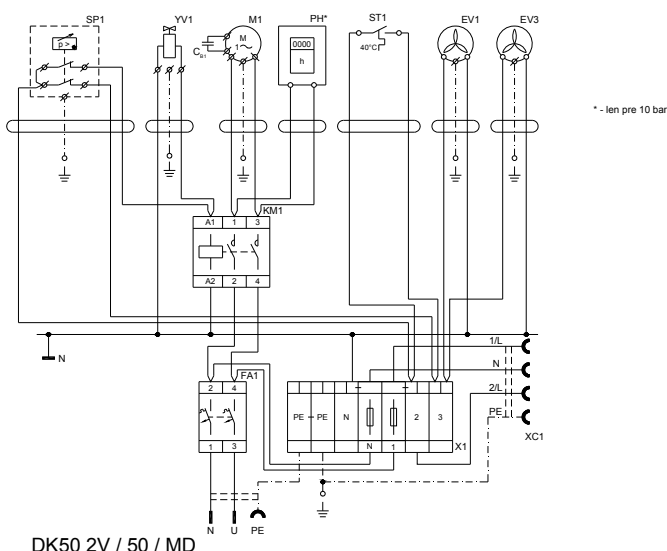 SP1 YV1 M1 PH* ST1 EV1 EV3
p >
M
1
0000
h
C B1
40°C
* - len pre 10 bar
KM1
A1 1 3
A2 2 4
N
1/L
N
2/L
PE
XC1
FA1
2 4
1 3
PE PE N 2 3
N 1
X1
N U PE
DK50 2V / 50 / MD